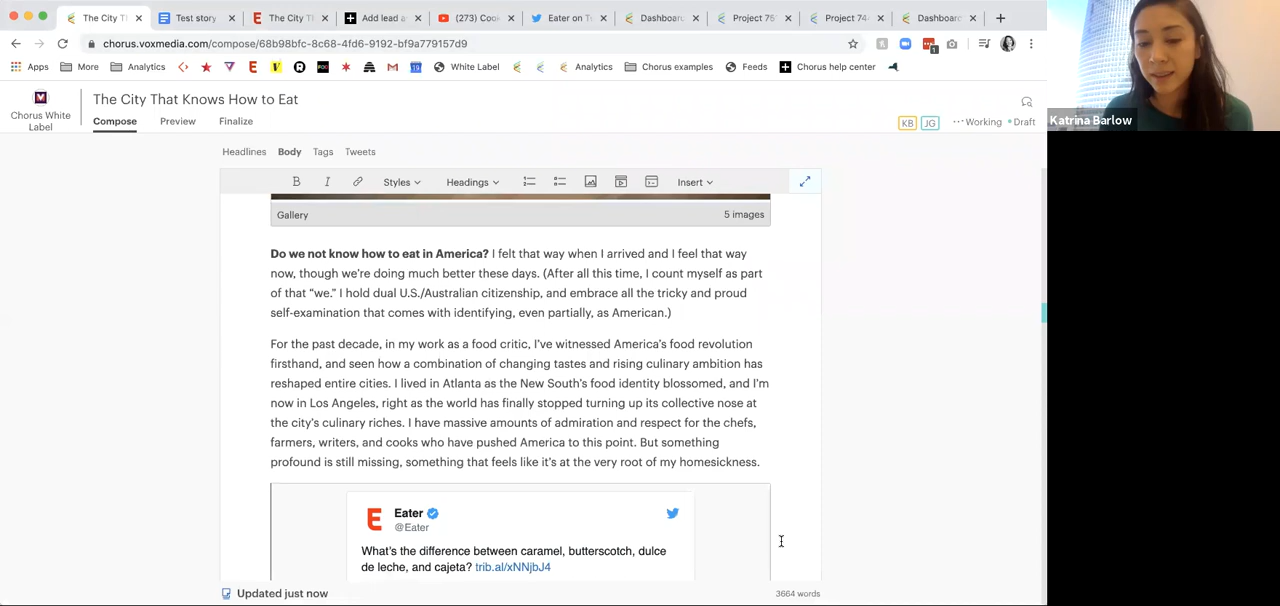 The City Th
Test story
The City Th
Add lead a
(273) Cook
Eater on Tw
Dashboard
Project 75
Project 74
Dashboard
chorus.voxmedia.com/compose/68b98bfc-8c68-4fd6-9192-bf9a779157d9
Apps
More
Analytics
White Label
Analytics
Chorus examples
Feeds
Chorus help center
Chorus White
Label
The City That Knows How to Eat
Compose
Preview
Finalize
KB
JG
Working
Draft
Katrina Barlow
Headlines
Body
Tags
Tweets
B
I
Styles
Headings
Insert
Gallery
5 images
Do we not know how to eat in America? I felt that way when I arrived and I feel that way
now, though we're doing much better these days. (After all this time, I count myself as part
of that “we.” I hold dual U.S./Australian citizenship, and embrace all the tricky and proud
self-examination that comes with identifying, even partially, as American.)
For the past decade, in my work as a food critic, I've witnessed America's food revolution
firsthand, and seen how a combination of changing tastes and rising culinary ambition has
reshaped entire cities. I lived in Atlanta as the New South's food identity blossomed, and I'm
now in Los Angeles, right as the world has finally stopped turning up its collective nose at
the city's culinary riches. I have massive amounts of admiration and respect for the chefs,
farmers, writers, and cooks who have pushed America to this point. But something
profound is still missing, something that feels like it's at the very root of my homesickness.
Eater
@Eater
What's the difference between caramel, butterscotch, dulce
de leche, and cajeta? trib.al/xNNjbJ4
Updated just now
3664 words